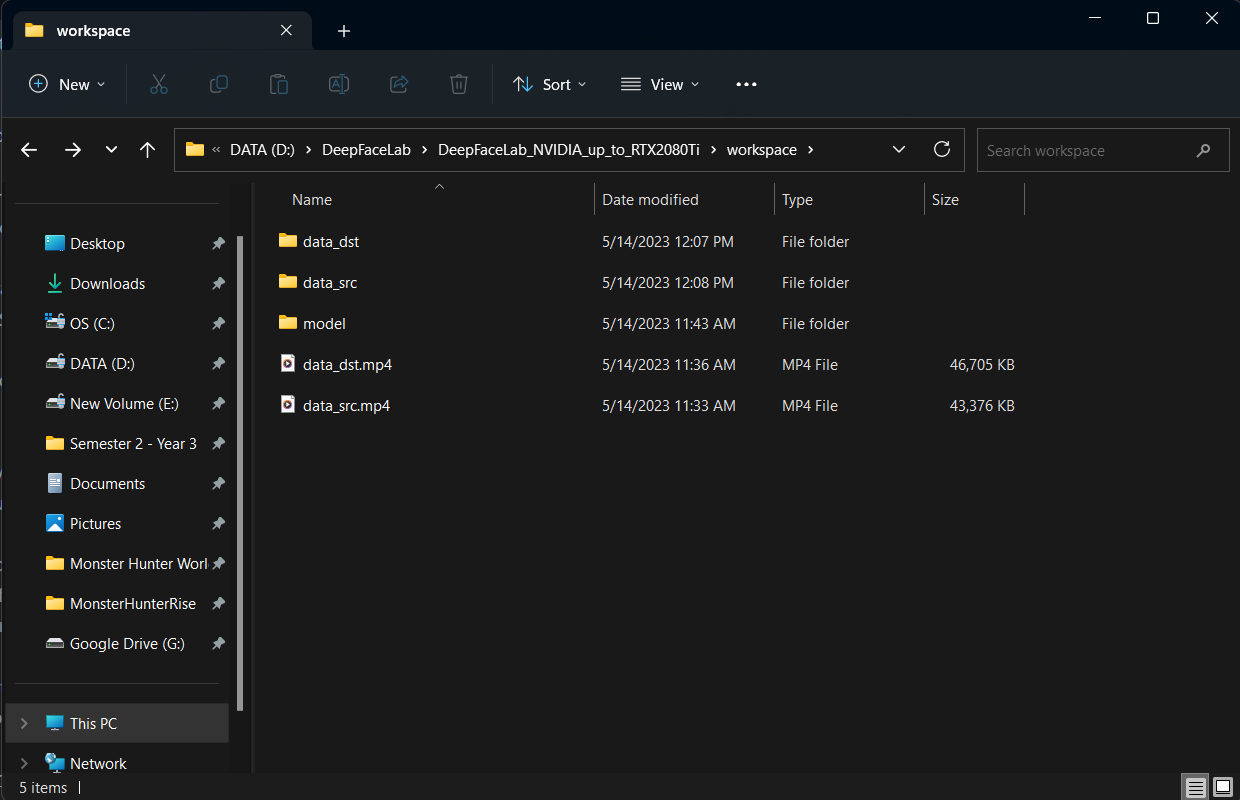 workspace
New
Sort
View
« DATA (D:) > DeepFaceLab > DeepFaceLab_NVIDIA_up_to_RTX2080Ti > workspace >
Search workspace
Name Date modified Type Size
data_dst 5/14/2023 12:07 PM File folder
data_src 5/14/2023 12:08 PM File folder
model 5/14/2023 11:43 AM File folder
data_dst.mp4 5/14/2023 11:36 AM MP4 File 46,705 KB
data_src.mp4 5/14/2023 11:33 AM MP4 File 43,376 KB
Desktop
Downloads
OS (C:)
DATA (D:)
New Volume (E:)
Semester 2 - Year 3
Documents
Pictures
Monster Hunter Worl
MonsterHunterRise
Google Drive (G:)
This PC
Network
5 items